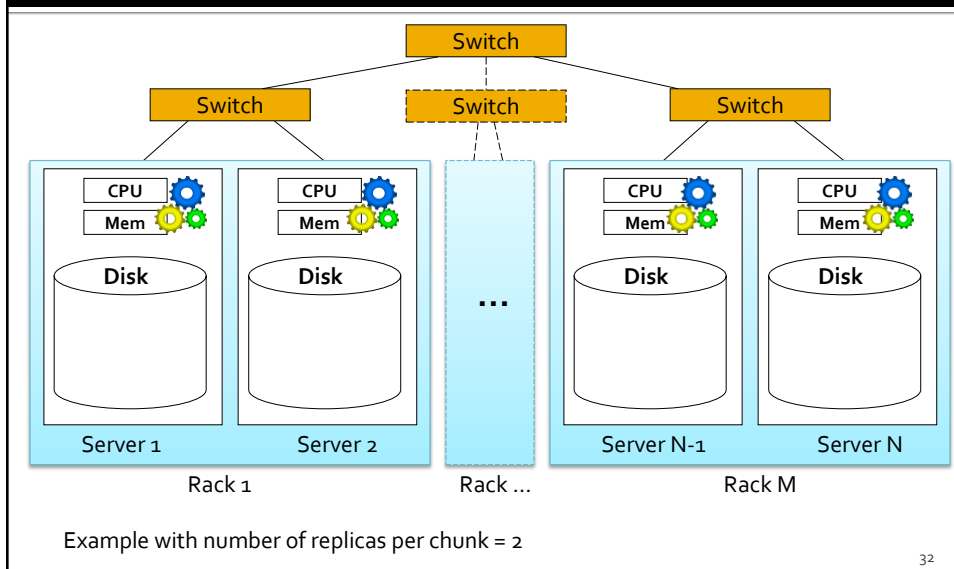 Switch
Switch
Switch
Switch
CPU
Mem
Disk
Server 1
CPU
Mem
Disk
Server 2
...
CPU
Mem
Disk
Server N-1
CPU
Mem
Disk
Server N
Rack 1
Rack ...
Rack M
Example with number of replicas per chunk = 2
32